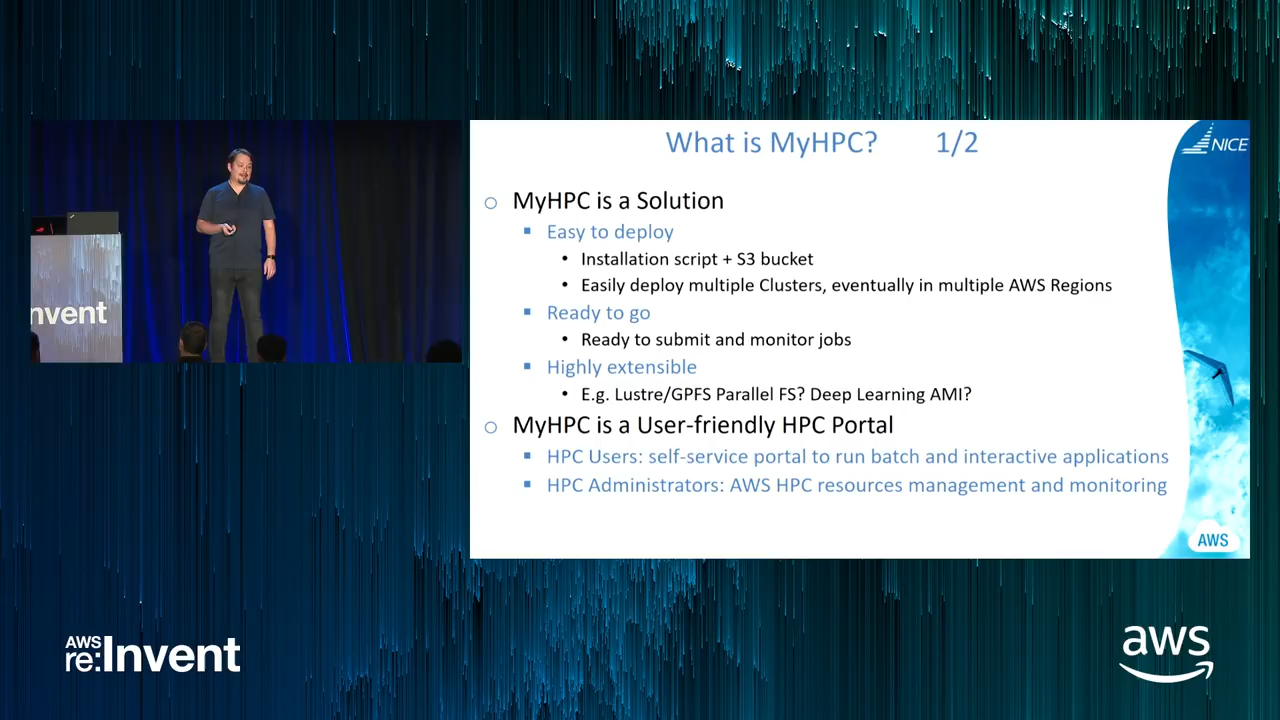 What is MyHPC? 1/2
NICE
MyHPC is a Solution
Easy to deploy
Installation script + S3 bucket
Easily deploy multiple Clusters, eventually in multiple AWS Regions
Ready to go
Ready to submit and monitor jobs
Highly extensible
E.g. Lustre/GPFS Parallel FS? Deep Learning AMI?
MyHPC is a User-friendly HPC Portal
HPC Users: self-service portal to run batch and interactive applications
HPC Administrators: AWS HPC resources management and monitoring
AWS
nvent
AWS
re:Invent
aws